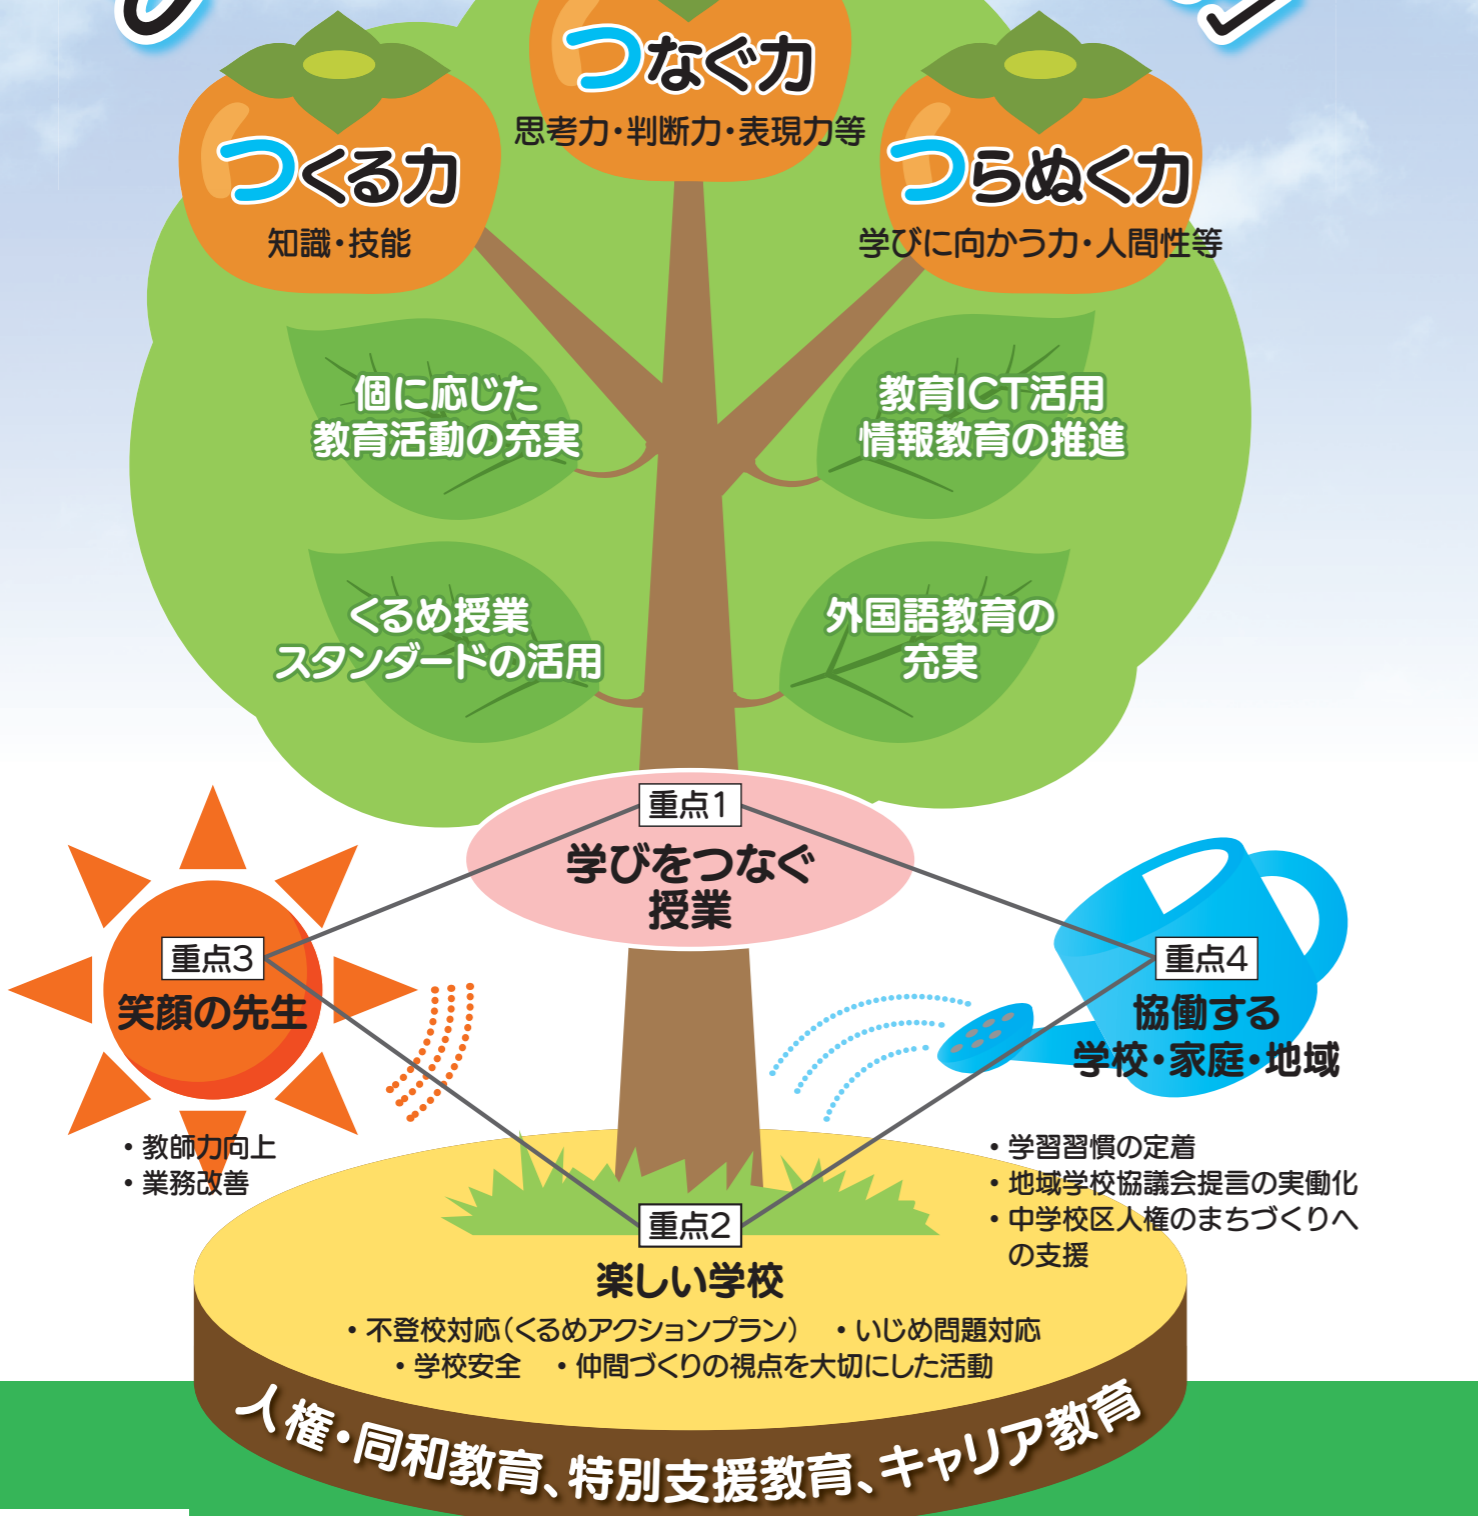 つなぐ力
思考力・判断力・表現力等
つくる力
知識・技能
つらぬく力
学びに向かう力・人間性等
個に応じた
教育活動の充実
教育ICT活用
情報教育の推進
くるめ授業
スタンダードの活用
外国語教育の
充実
重点1
学びをつなぐ
授業
重点3
笑顔の先生
・教師力向上
・業務改善
重点4
協働する
学校・家庭・地域
・学習習慣の定着
・地域学校協議会提言の実働化
・中学校区人権のまちづくりへ
の支援
重点2
楽しい学校
・不登校対応(くるめアクションプラン) ・いじめ問題対応
・学校安全 ・仲間づくりの視点を大切にした活動
人権・同和教育、特別支援教育、キャリア教育